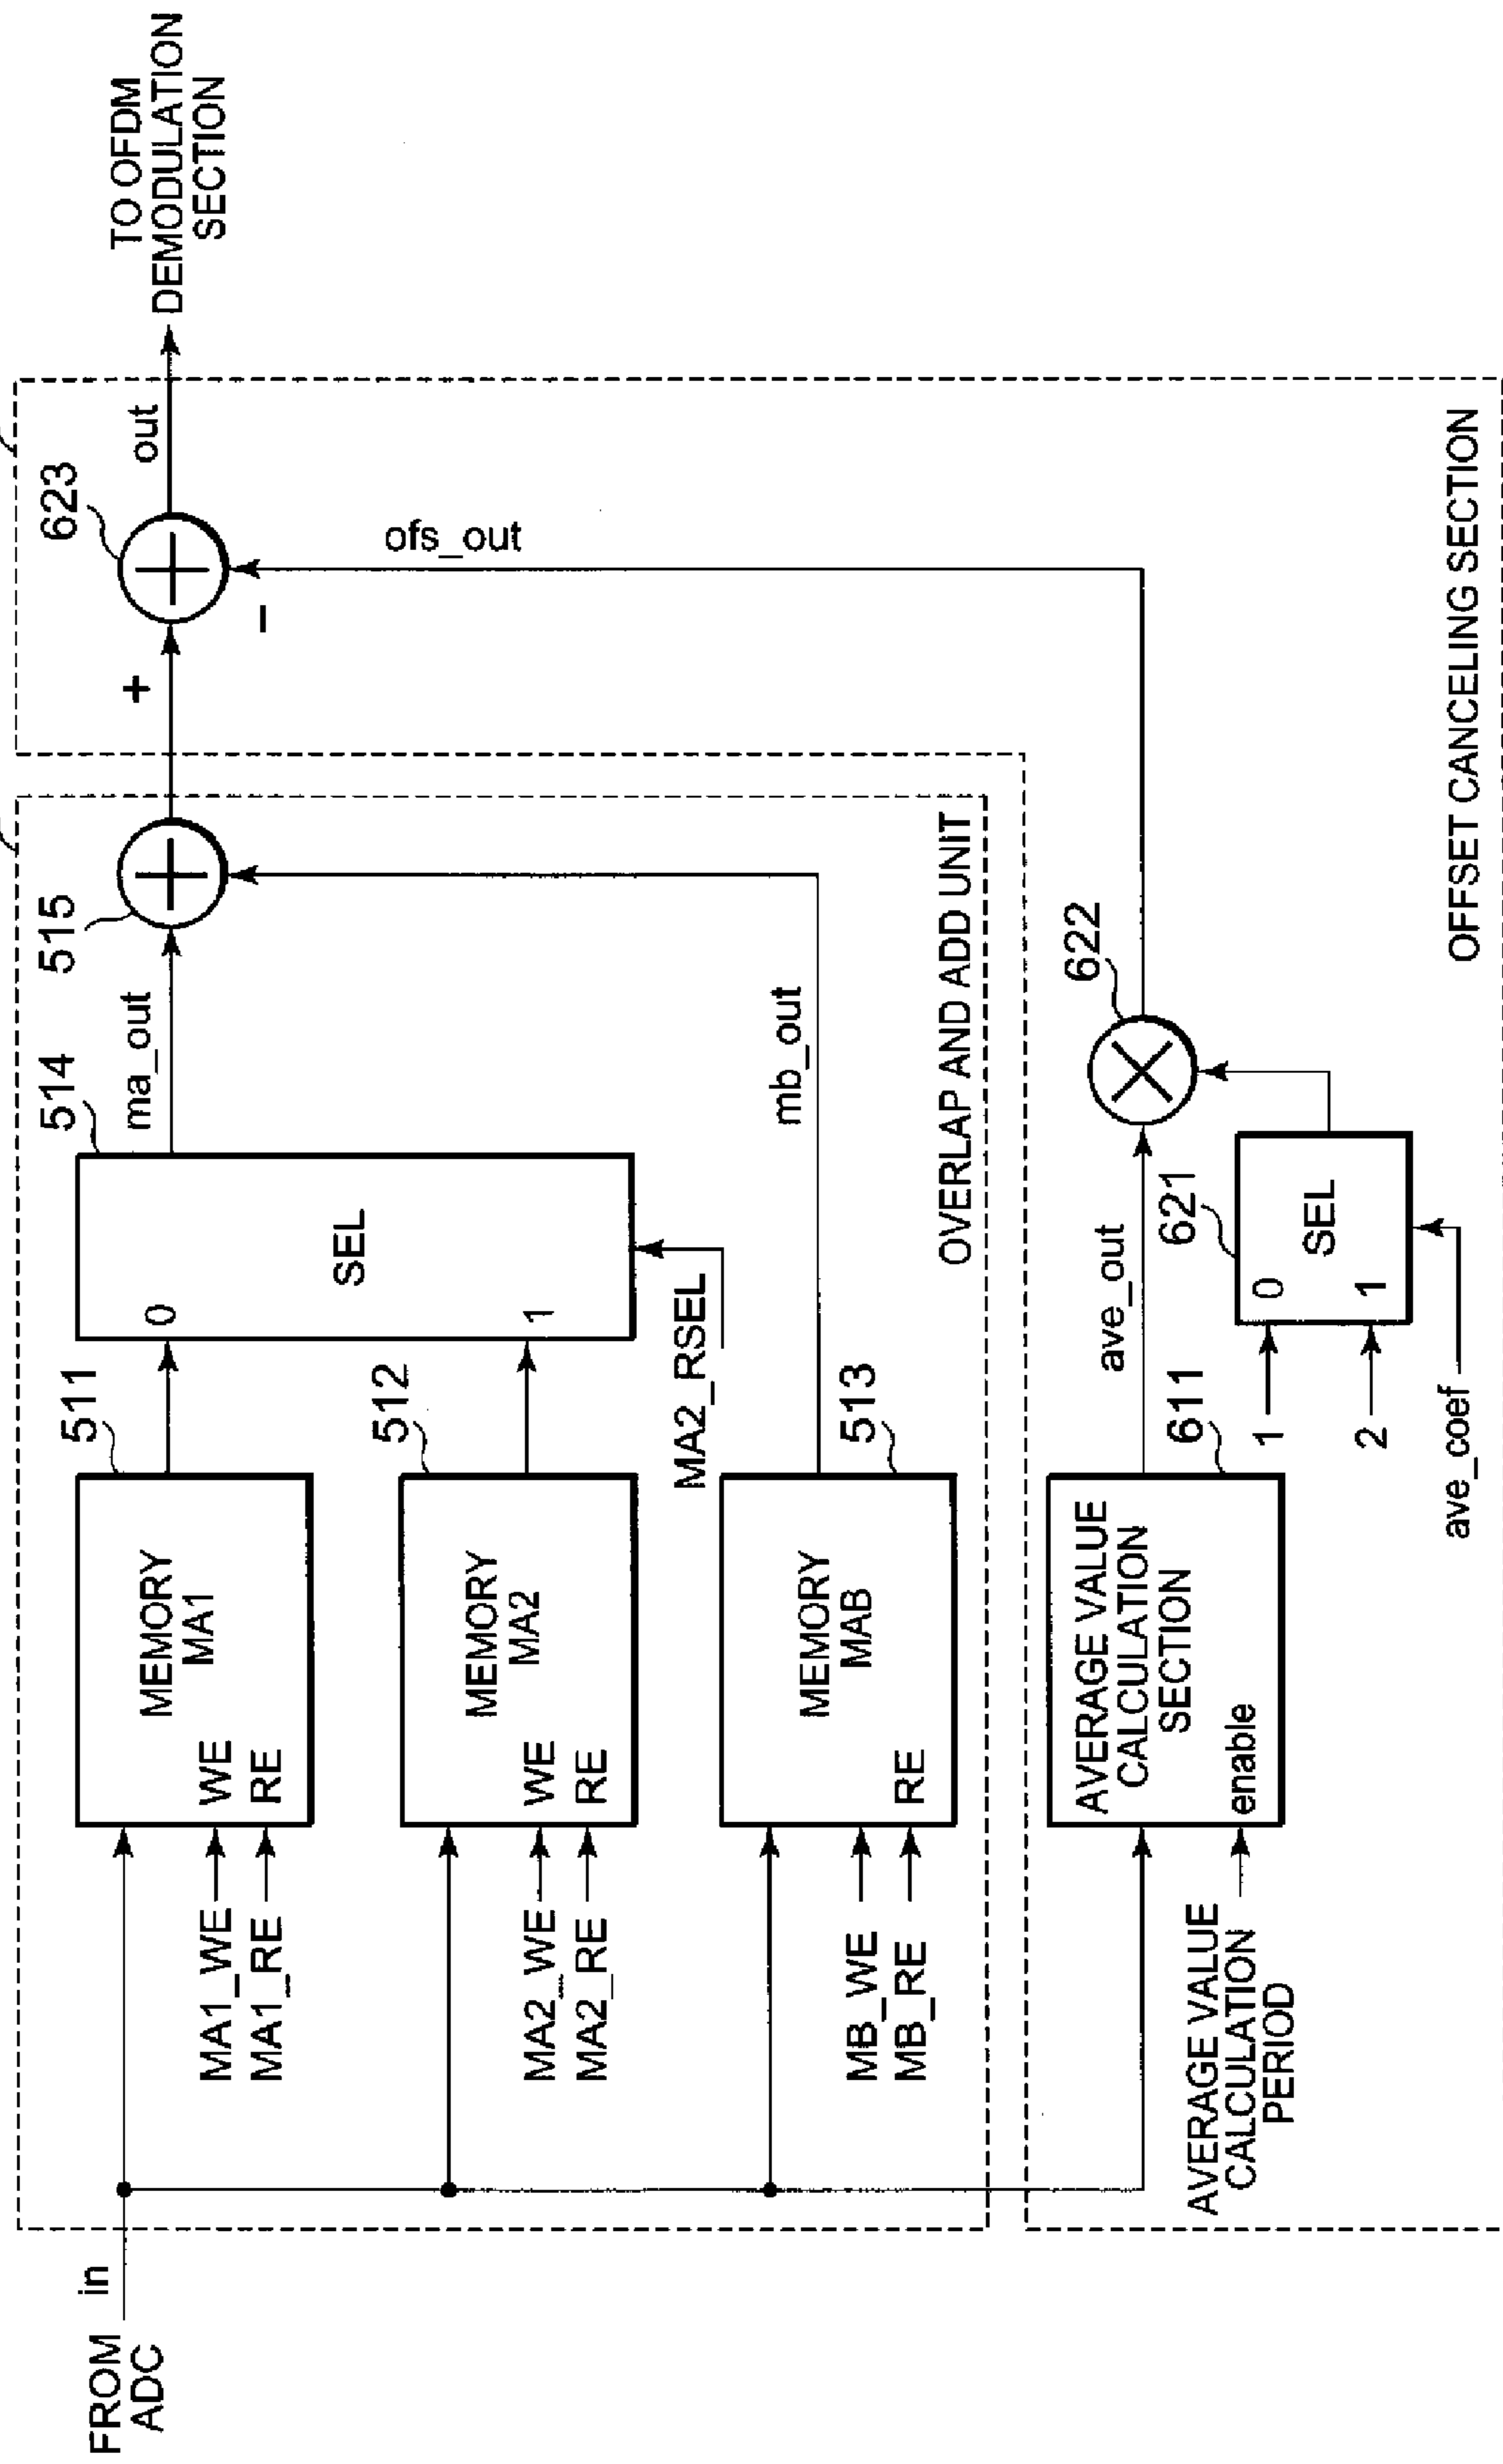 FROM
ADC
in
MA1_WE
MA1_RE
MEMORY
MA1
WE
RE
511
MA2_WE
MA2_RE
MEMORY
MA2
WE
RE
512
MB_WE
MB_RE
MEMORY
MAB
RE
513
0
1
SEL
514
MA2_RSEL
ma_out
mb_out
515
OVERLAP AND ADD UNIT
+
-
623
out
ofs_out
TO OFDM
DEMODULATION
SECTION
AVERAGE VALUE
CALCULATION
PERIOD
AVERAGE VALUE
CALCULATION
SECTION
enable
611
ave_out
1
2
0
1
SEL
621
ave_coef
622
OFFSET CANCELING SECTION